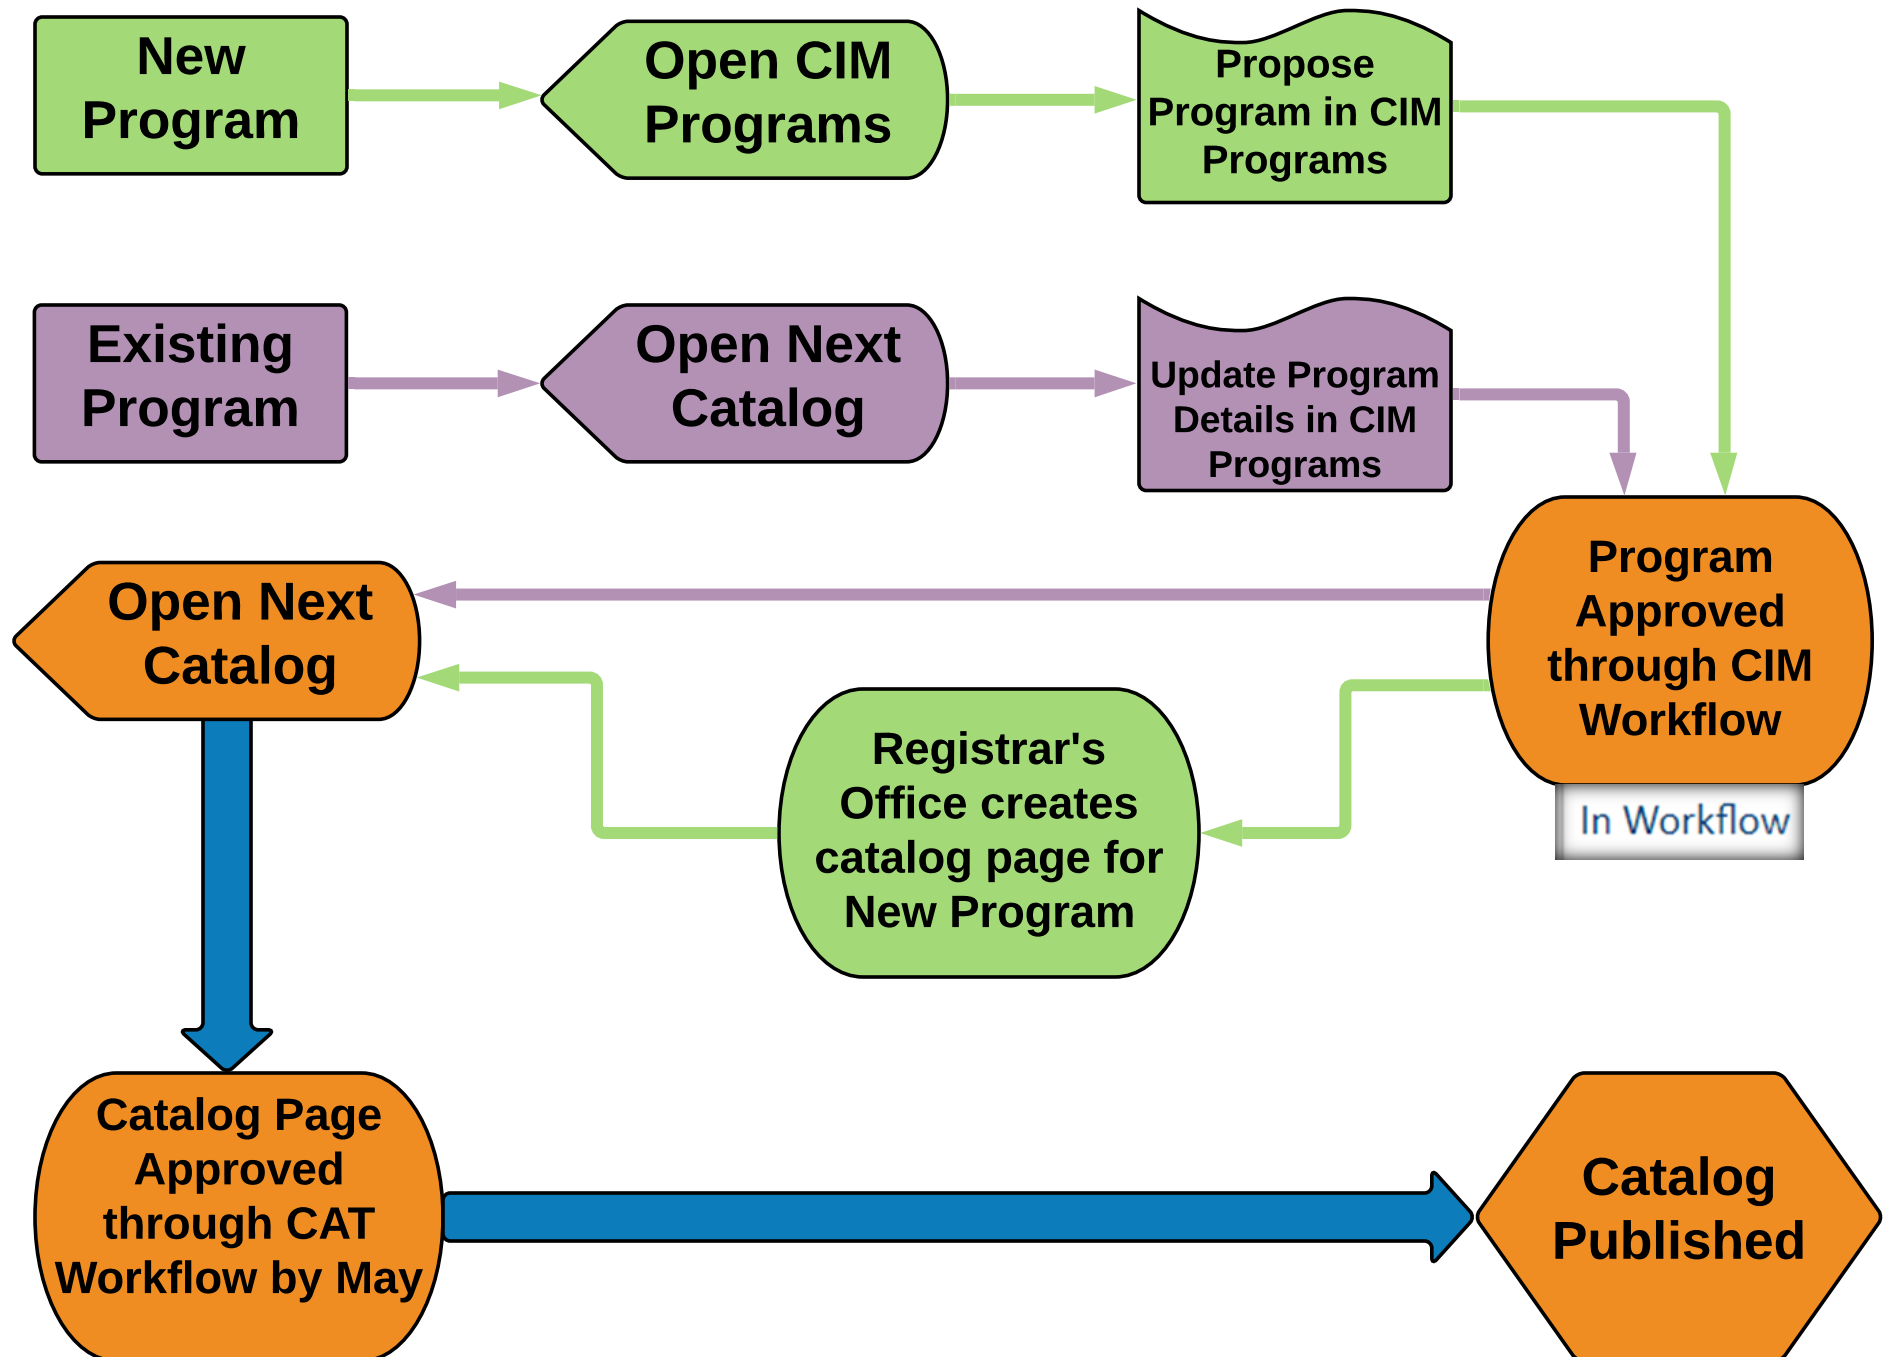 New
Program
Open CIM
Programs
Propose
Program in CIM
Programs
Existing
Program
Open Next
Catalog
Update Program
Details in CIM
Programs
Program
Approved
through CIM
Workflow
In Workflow
Open Next
Catalog
Registrar's
Office creates
catalog page for
New Program
Catalog Page
Approved
through CAT
Workflow by May
Catalog
Published